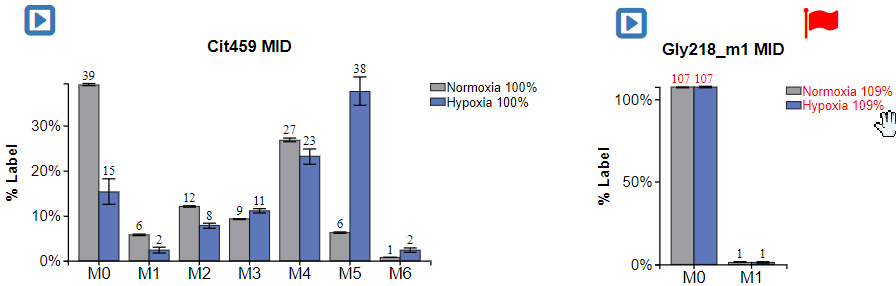 Cit459 MID
39
38
Normoxia 100%
Hypoxia 100%
30%
27
23
20%
15
12
11
10%
9
8
6
6
2
2
1
0%
% Label
M0 M1 M2 M3 M4 M5 M6
Gly218_m1 MID
107 107
Normoxia 109%
Hypoxia 109%
100%
50%
1 1
0%
% Label
M0 M1